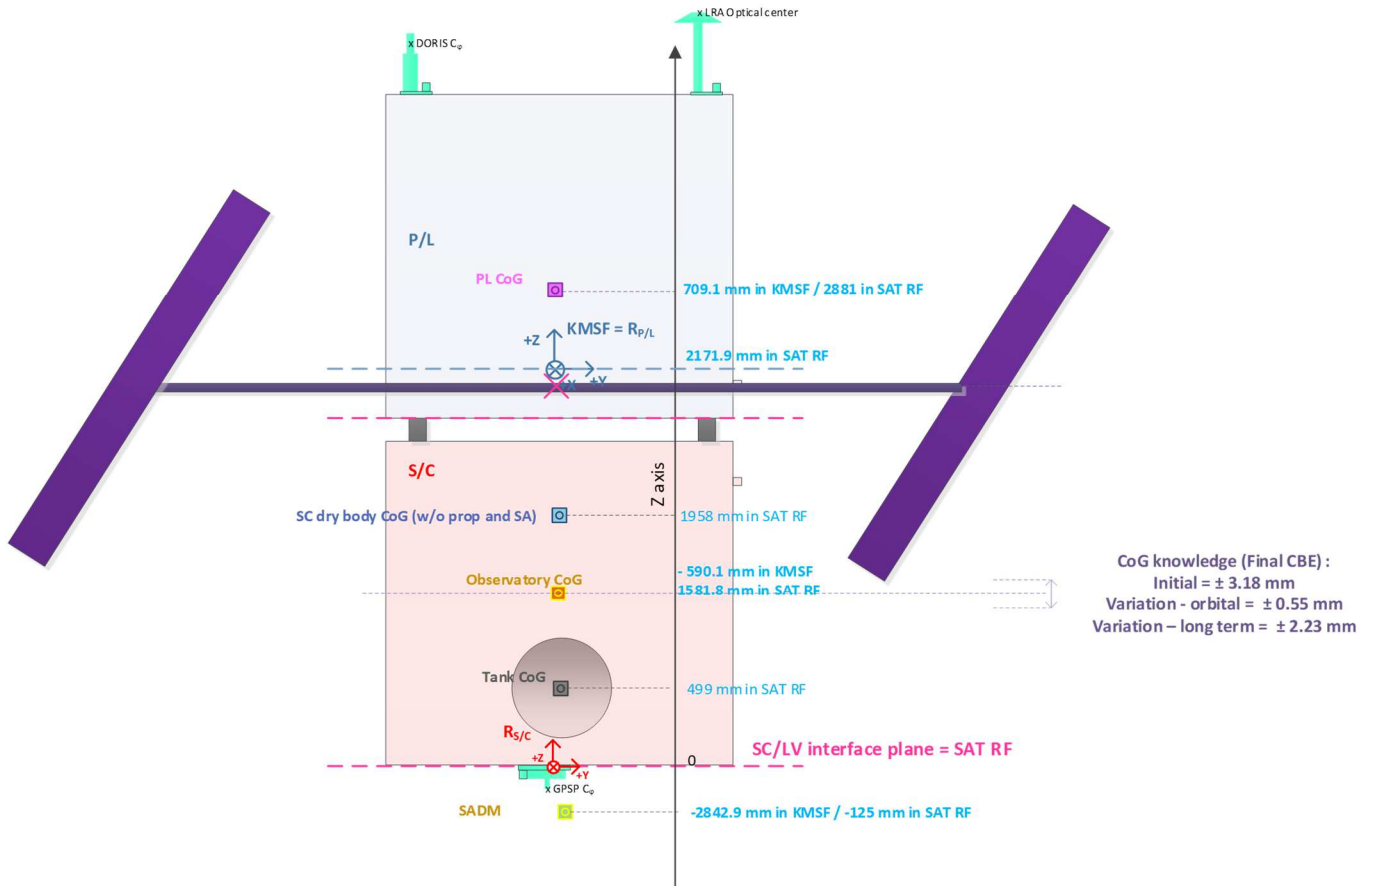 x LRA Optical center
x DORIS Cφ
P/L
PL CoG
709.1 mm in KMSF / 2881 in SAT RF
KMSF = RP/L
+Z
2171.9 mm in SAT RF
+X
+Y
S/C
Z axis
SC dry body CoG (w/o prop and SA)
1958 mm in SAT RF
- 590.1 mm in KMSF
Observatory CoG
1581.8 mm in SAT RF
CoG knowledge (Final CBE) :
Initial = ± 3.18 mm
Variation - orbital = ± 0.55 mm
Variation – long term = ± 2.23 mm
Tank CoG
499 mm in SAT RF
RS/C
SC/LV interface plane = SAT RF
+Z
0
+Y
x GPSP Cφ
SADM
-2842.9 mm in KMSF / -125 mm in SAT RF